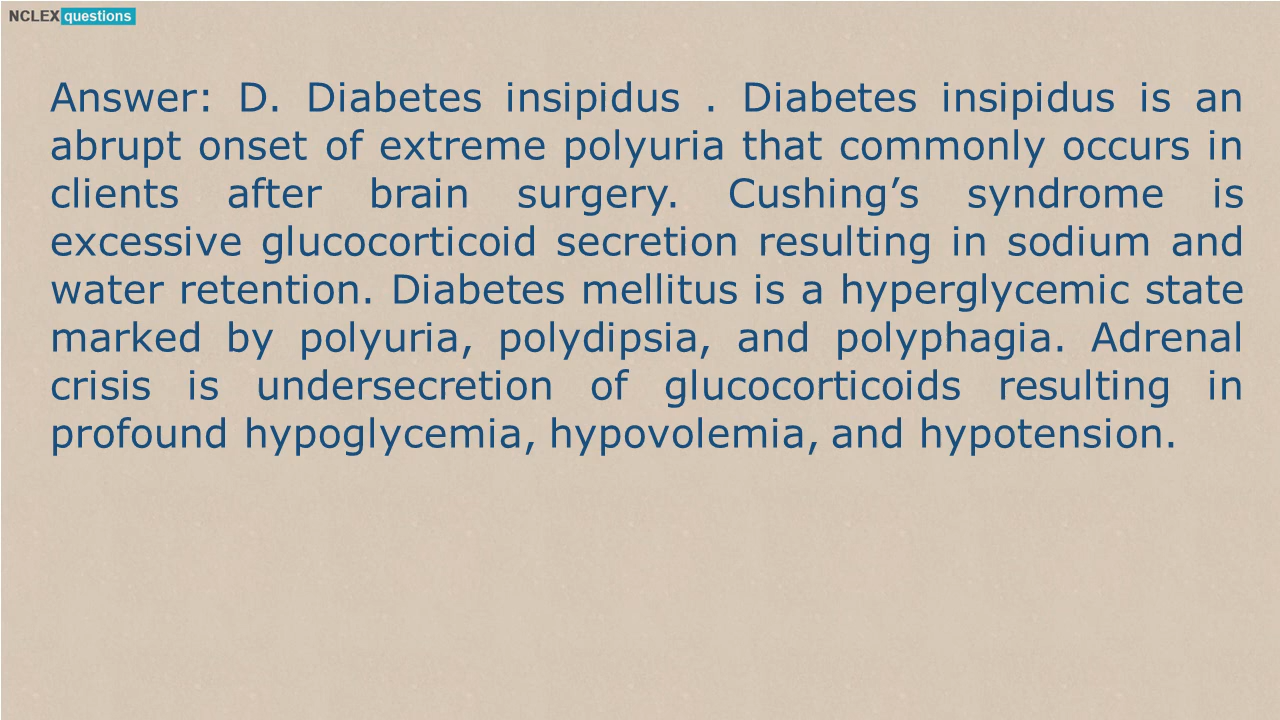 NCLEX questions
Answer: D. Diabetes insipidus . Diabetes insipidus is an
abrupt onset of extreme polyuria that commonly occurs in
clients after brain surgery. Cushing’s syndrome is
excessive glucocorticoid secretion resulting in sodium and
water retention. Diabetes mellitus is a hyperglycemic state
marked by polyuria, polydipsia, and polyphagia. Adrenal
crisis is undersecretion of glucocorticoids resulting in
profound hypoglycemia, hypovolemia, and hypotension.